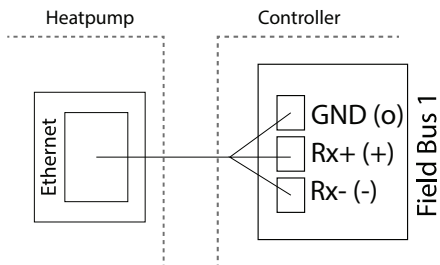 Heatpump
Controller
Ethernet
GND (o)
Rx+ (+)
Rx- (-)
Field Bus 1